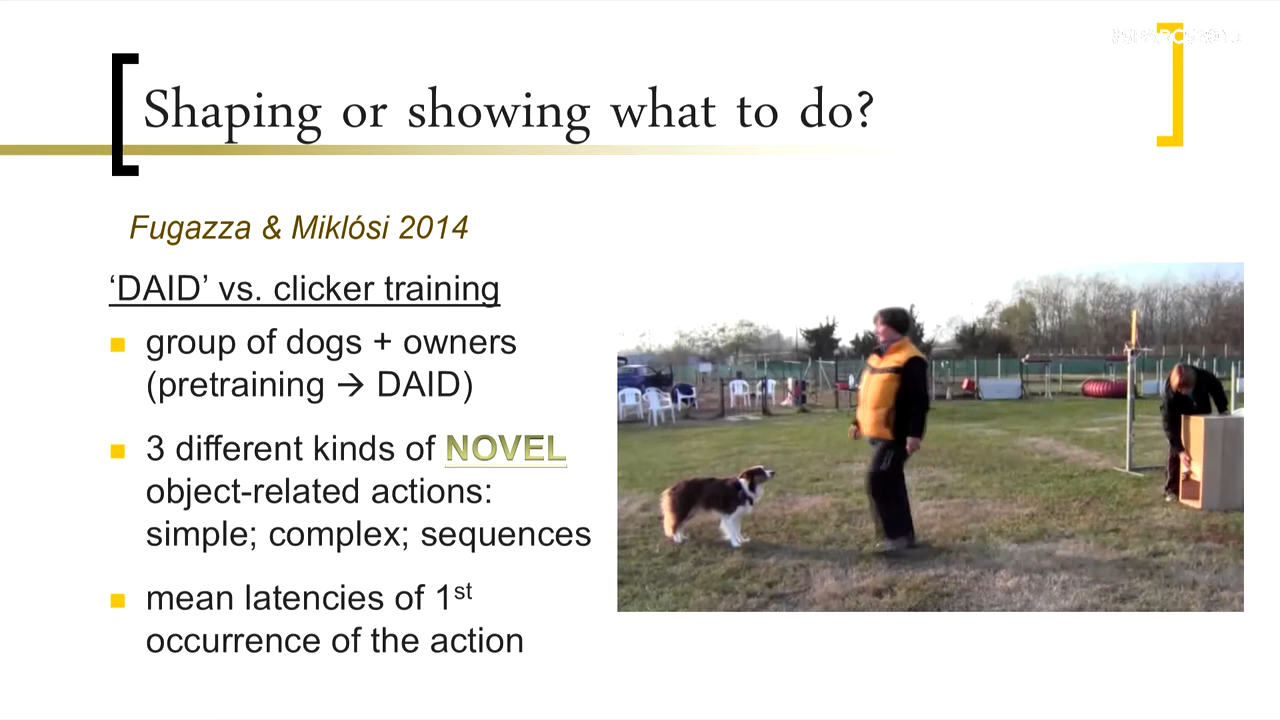 Shaping or showing what to do?
Fugazza & Miklósi 2014
‘DAID’ vs. clicker training
group of dogs + owners
(pretraining → DAID)
3 different kinds of NOVEL
object-related actions:
simple; complex; sequences
mean latencies of 1st
occurrence of the action